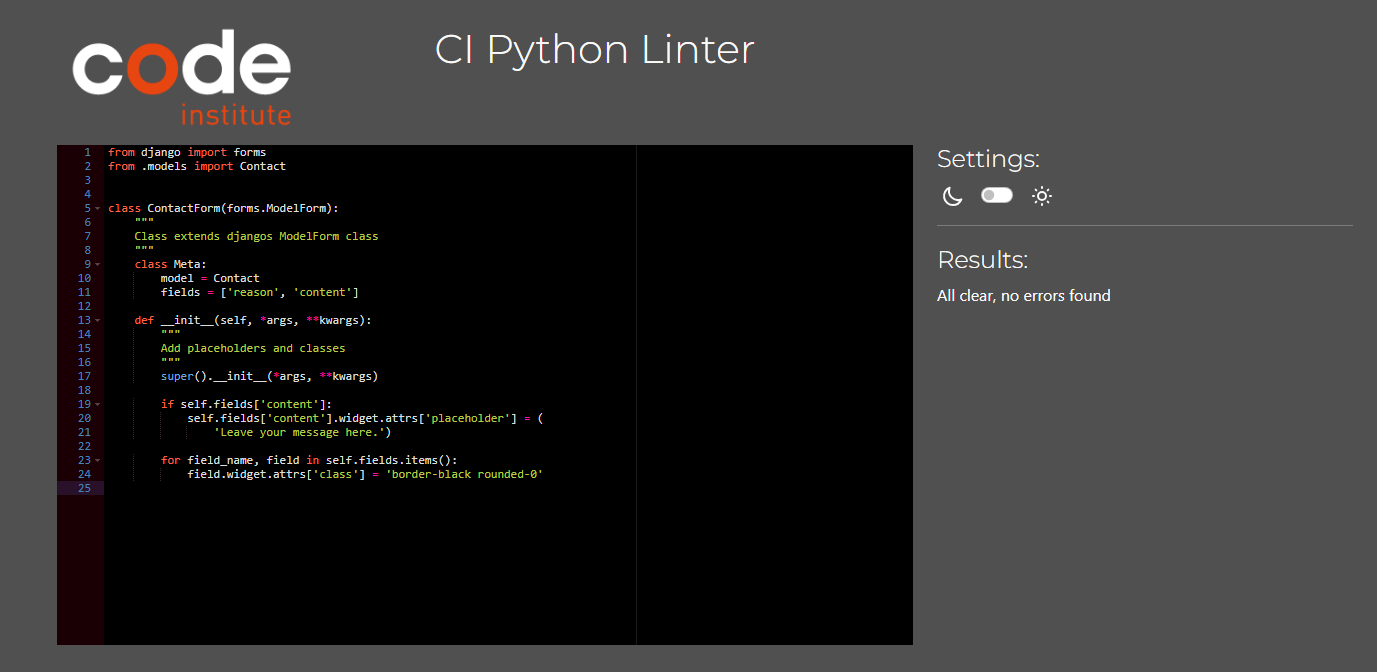 code
institute
CI Python Linter
1 from django import forms
2 from .models import Contact
3
4
5 class ContactForm(forms.ModelForm):
6     """
7     Class extends djangos ModelForm class
8     """
9     class Meta:
10         model = Contact
11         fields = ['reason', 'content']
12
13     def __init__(self, *args, **kwargs):
14         """
15         Add placeholders and classes
16         """
17         super().__init__(*args, **kwargs)
18
19         if self.fields['content']:
20             self.fields['content'].widget.attrs['placeholder'] = (
21                 'Leave your message here.')
22
23         for field_name, field in self.fields.items():
24             field.widget.attrs['class'] = 'border-black rounded-0'
25
Settings:
Results:
All clear, no errors found